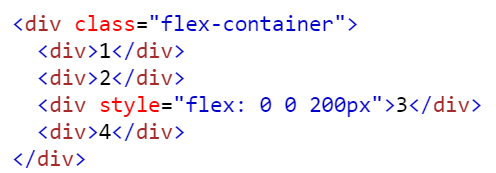 <div class="flex-container">
  <div>1</div>
  <div>2</div>
  <div style="flex: 0 0 200px">3</div>
  <div>4</div>
</div>